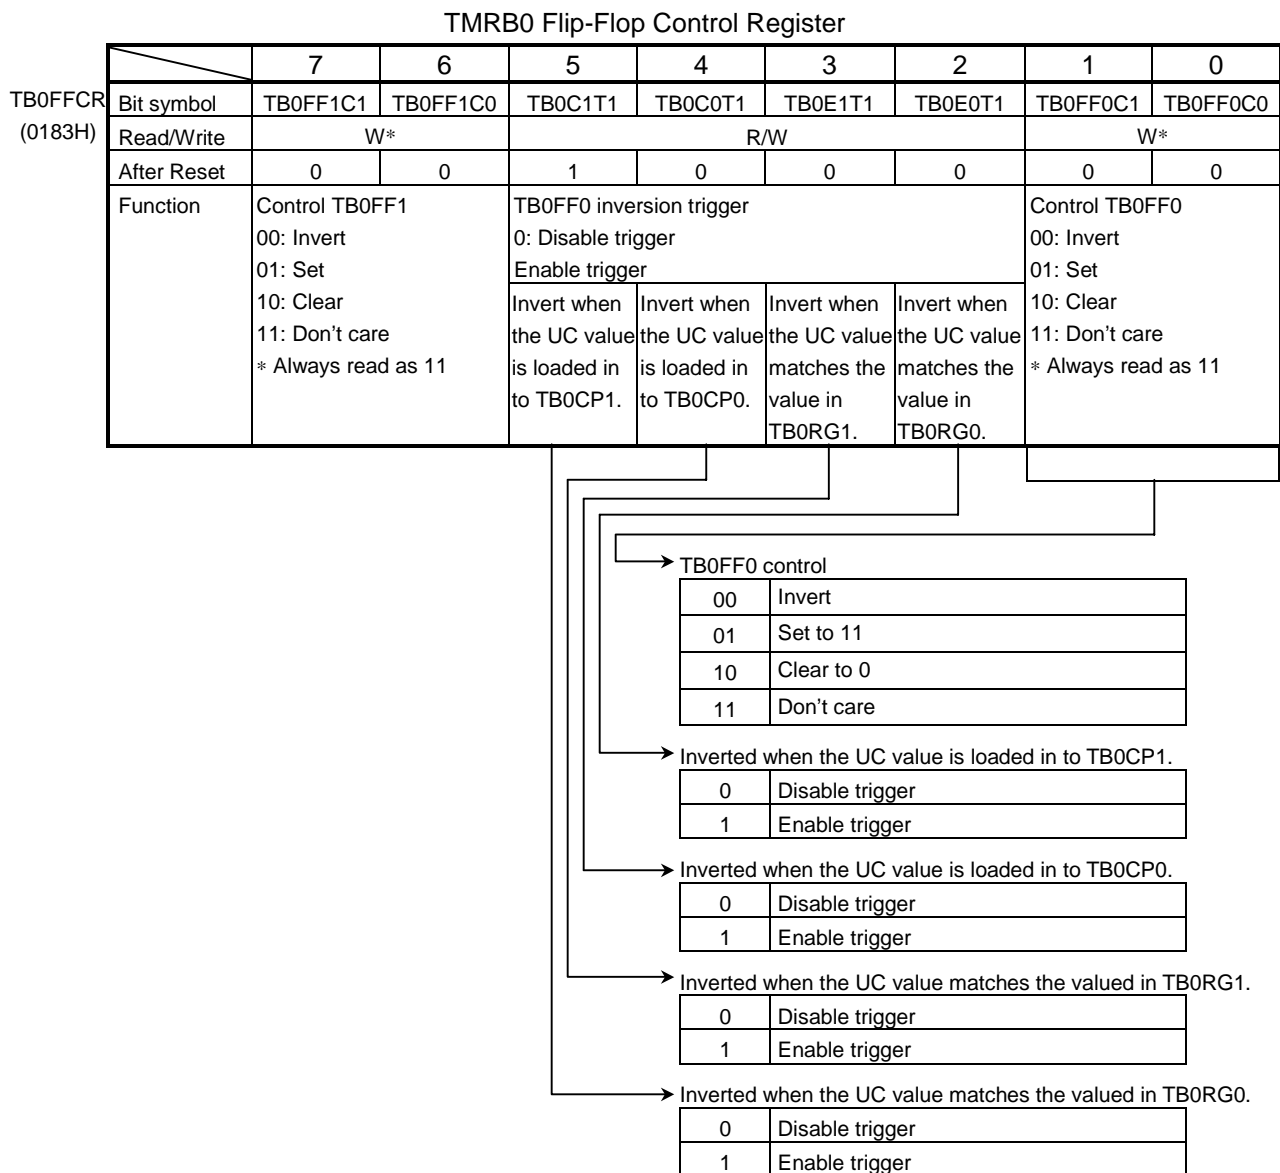 TMRB0 Flip-Flop Control Register
7 6 5 4 3 2 1 0
TB0FFCR
(0183H)
Bit symbol TB0FF1C1 TB0FF1C0 TB0C1T1 TB0C0T1 TB0E1T1 TB0E0T1 TB0FF0C1 TB0FF0C0
Read/Write W* R/W W*
After Reset 0 0 1 0 0 0 0 0
Function
Control TB0FF1
00: Invert
01: Set
10: Clear
11: Don't care
* Always read as 11
TB0FF0 inversion trigger
0: Disable trigger
Enable trigger
Invert when
the UC value
is loaded in
to TB0CP1.
Invert when
the UC value
is loaded in
to TB0CP0.
Invert when
the UC value
matches the
value in
TB0RG1.
Invert when
the UC value
matches the
value in
TB0RG0.
Control TB0FF0
00: Invert
01: Set
10: Clear
11: Don't care
* Always read as 11
TB0FF0 control
00 Invert
01 Set to 11
10 Clear to 0
11 Don't care
Inverted when the UC value is loaded in to TB0CP1.
0 Disable trigger
1 Enable trigger
Inverted when the UC value is loaded in to TB0CP0.
0 Disable trigger
1 Enable trigger
Inverted when the UC value matches the valued in TB0RG1.
0 Disable trigger
1 Enable trigger
Inverted when the UC value matches the valued in TB0RG0.
0 Disable trigger
1 Enable trigger